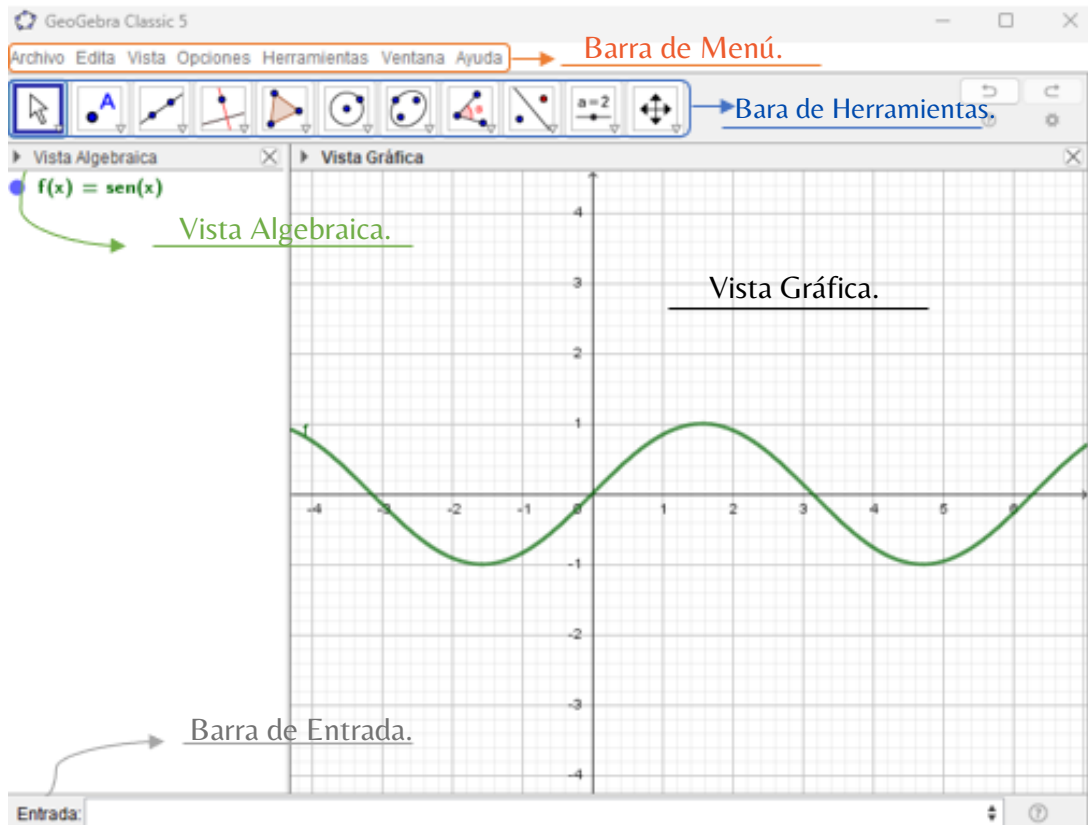 GeoGebra Classic 5
Archivo Edita Vista Opciones Herramientas Ventana Ayuda
Barra de Menú.
A
a=2
Bara de Herramientas.
Vista Algebraica
Vista Gráfica
f(x) = sen(x)
Vista Algebraica.
Vista Gráfica.
4
3
2
1
f
-4 -3 -2 -1 0 1 2 3 4 5 6
-1
-2
-3
-4
Barra de Entrada.
Entrada: